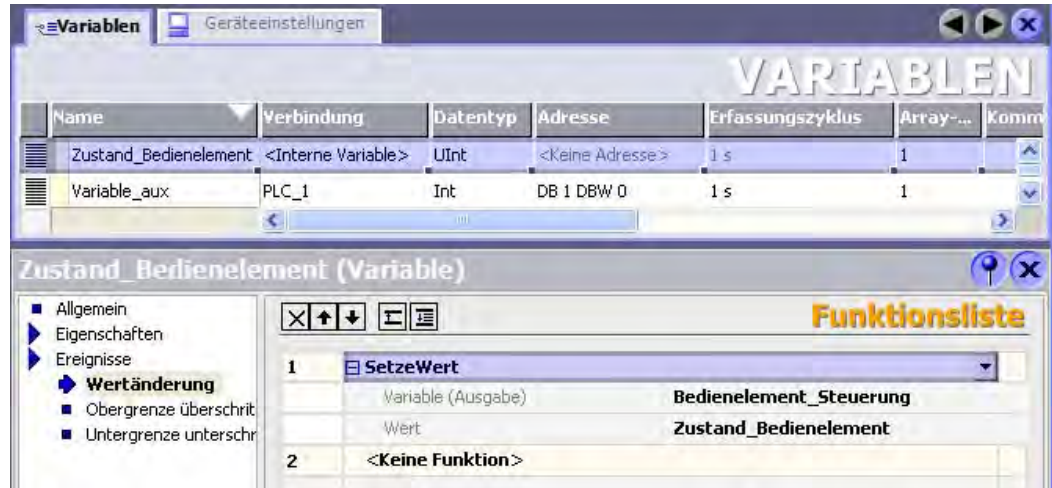 Variablen Geräteeinstellungen
VARIABLEN
Name Verbindung Datentyp Adresse Erfassungszyklus Array-... Komm
Zustand_Bedienelement <Interne Variable> UInt <Keine Adresse> 1 s 1
Variable_aux PLC_1 Int DB 1 DBW 0 1 s 1
Zustand_Bedienelement (Variable)
Allgemein
Eigenschaften
Ereignisse
Wertänderung
Obergrenze überschrit
Untergrenze unterschr
Funktionsliste
1 SetzeWert
Variable (Ausgabe) Bedienelement_Steuerung
Wert Zustand_Bedienelement
2 <Keine Funktion>